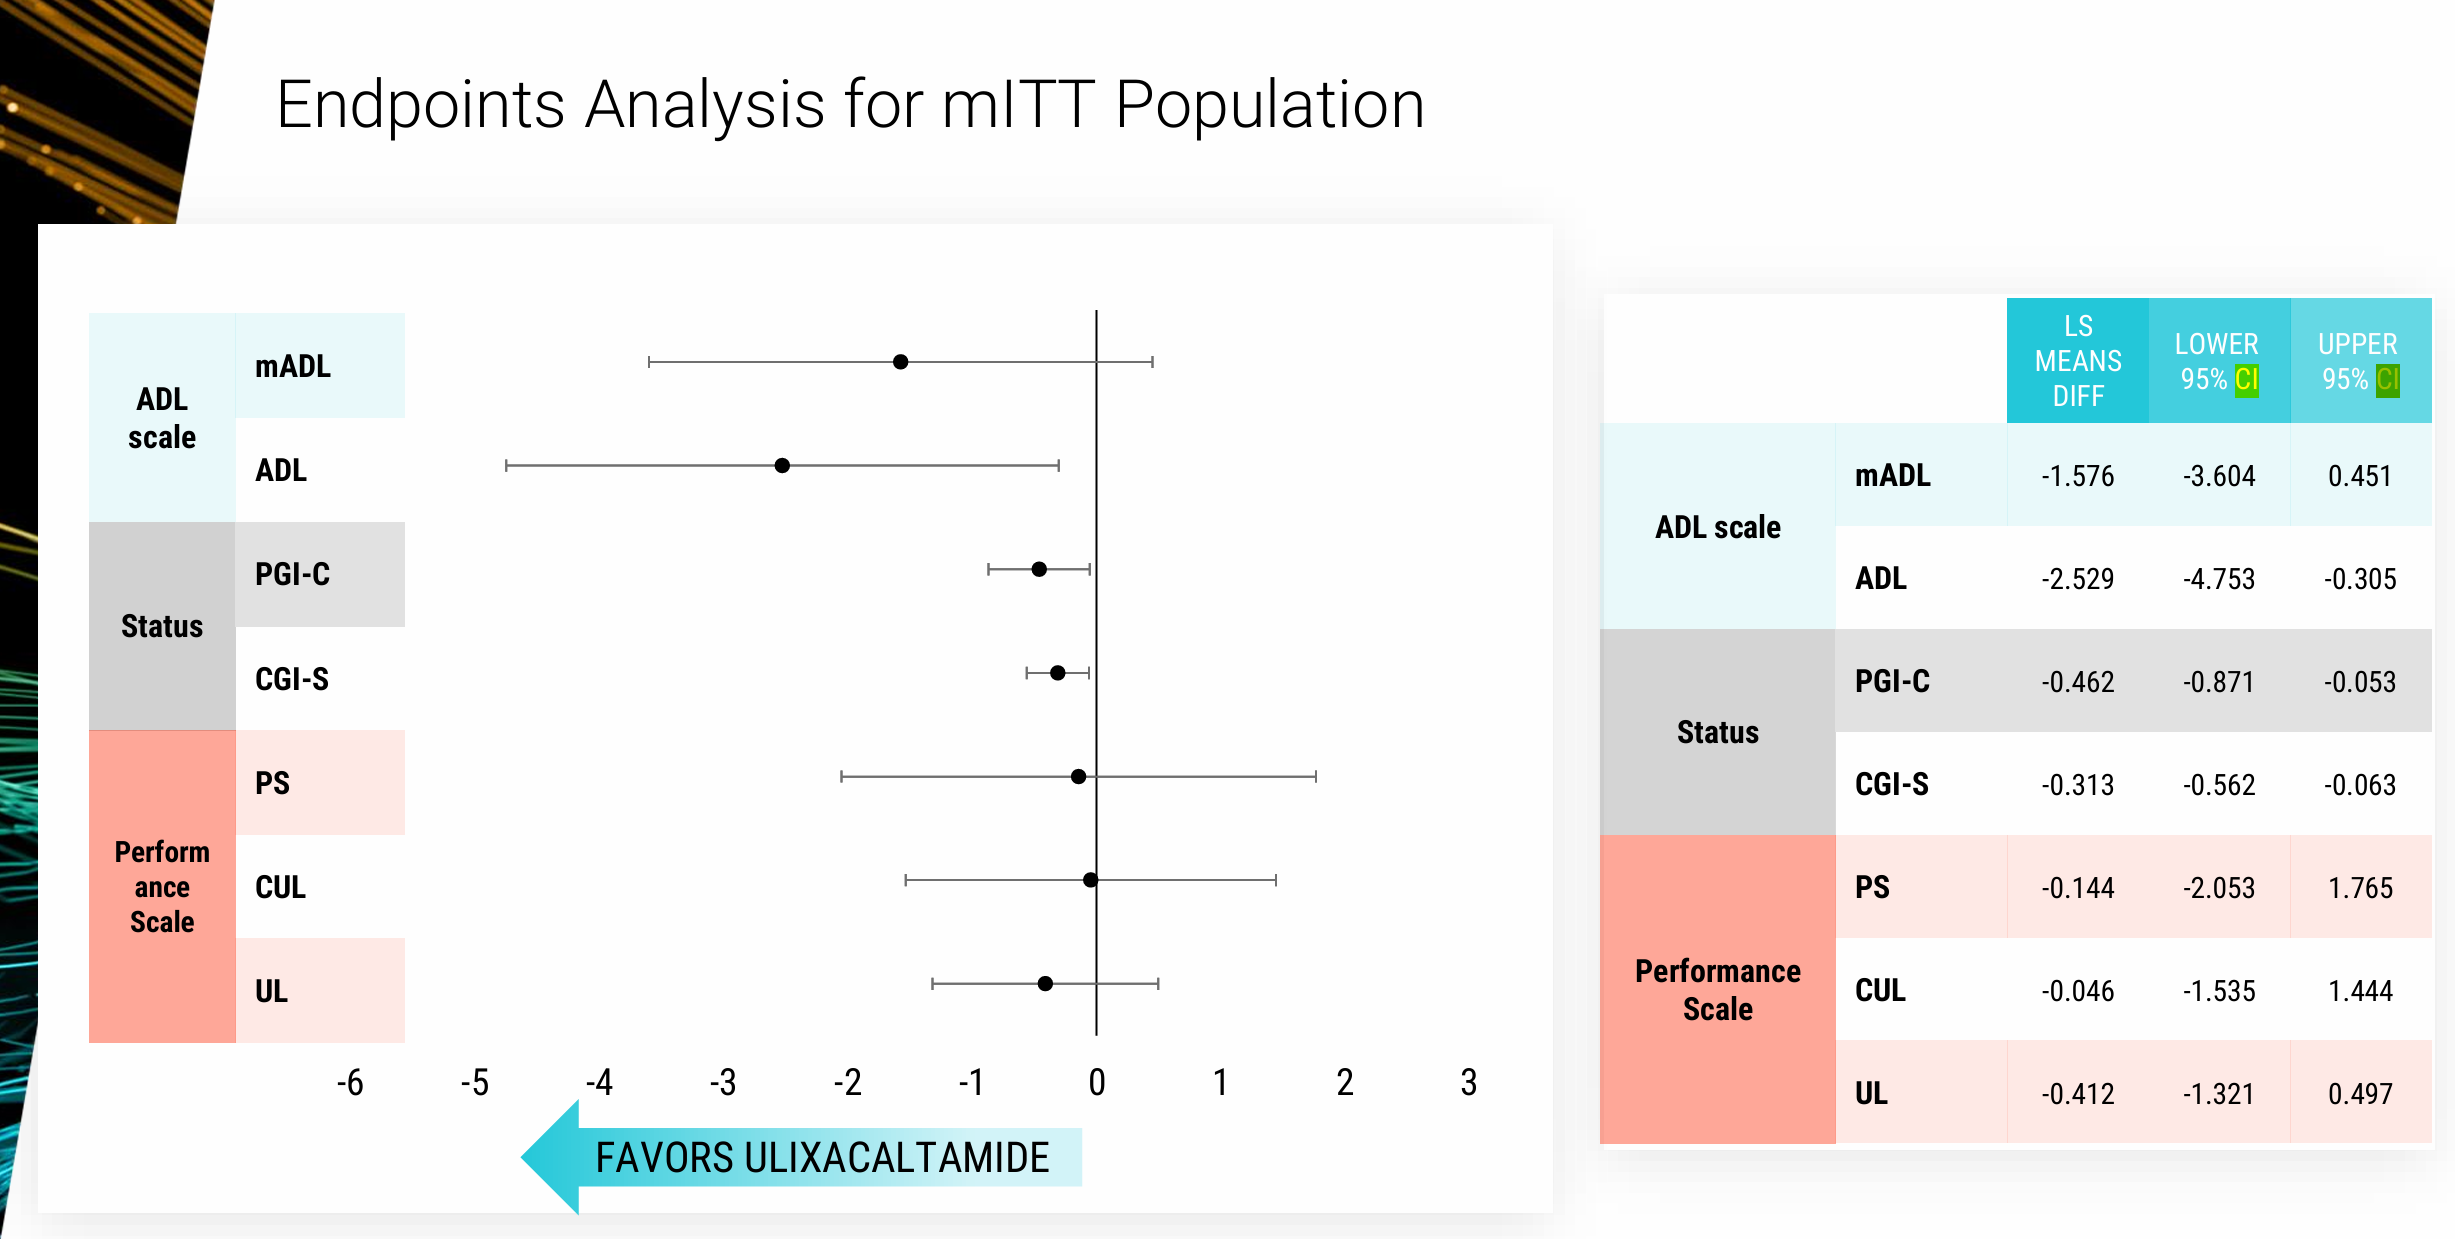 Endpoints Analysis for mITT Population
ADL
scale
mADL
ADL
Status
PGI-C
CGI-S
Perform
ance
Scale
PS
CUL
UL
-6 -5 -4 -3 -2 -1 0 1 2 3
FAVORS ULIXACALTAMIDE
LS
MEANS
DIFF
LOWER
95% CI
UPPER
95% CI
ADL scale
mADL -1.576 -3.604 0.451
ADL -2.529 -4.753 -0.305
Status
PGI-C -0.462 -0.871 -0.053
CGI-S -0.313 -0.562 -0.063
Performance
Scale
PS -0.144 -2.053 1.765
CUL -0.046 -1.535 1.444
UL -0.412 -1.321 0.497